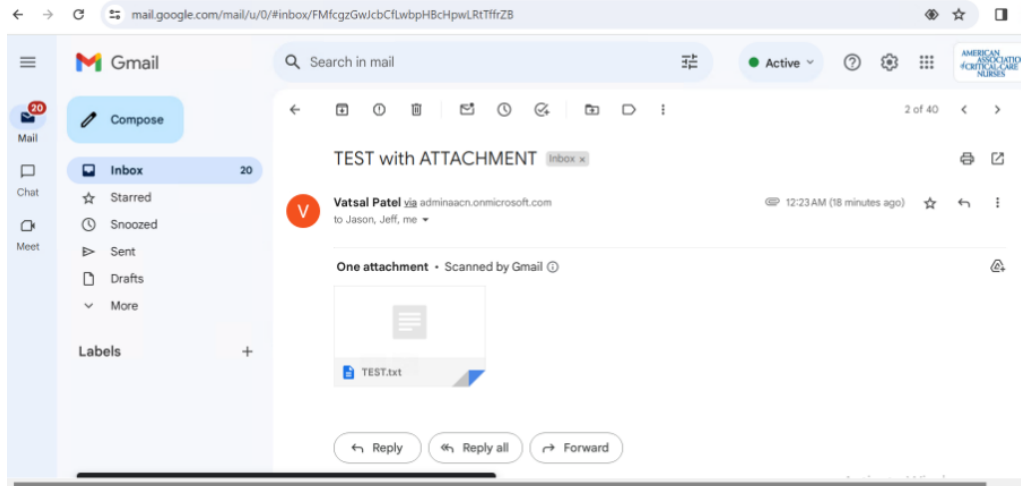 mail.google.com/mail/u/0/#inbox/FMfcgzGwJcbCfLwbpHBcHpwLRtTffrZB
Gmail
Search in mail
Active
AMERICAN
ASSOCIATIO
of CRITICAL-CARE
NURSES
20
Mail
Chat
Meet
Compose
Inbox 20
Starred
Snoozed
Sent
Drafts
More
Labels
2 of 40
TEST with ATTACHMENT Inbox x
V
Vatsal Patel via adminaacn.onmicrosoft.com
12:23 AM (18 minutes ago)
to Jason, Jeff, me
One attachment • Scanned by Gmail
TEST.txt
Reply
Reply all
Forward